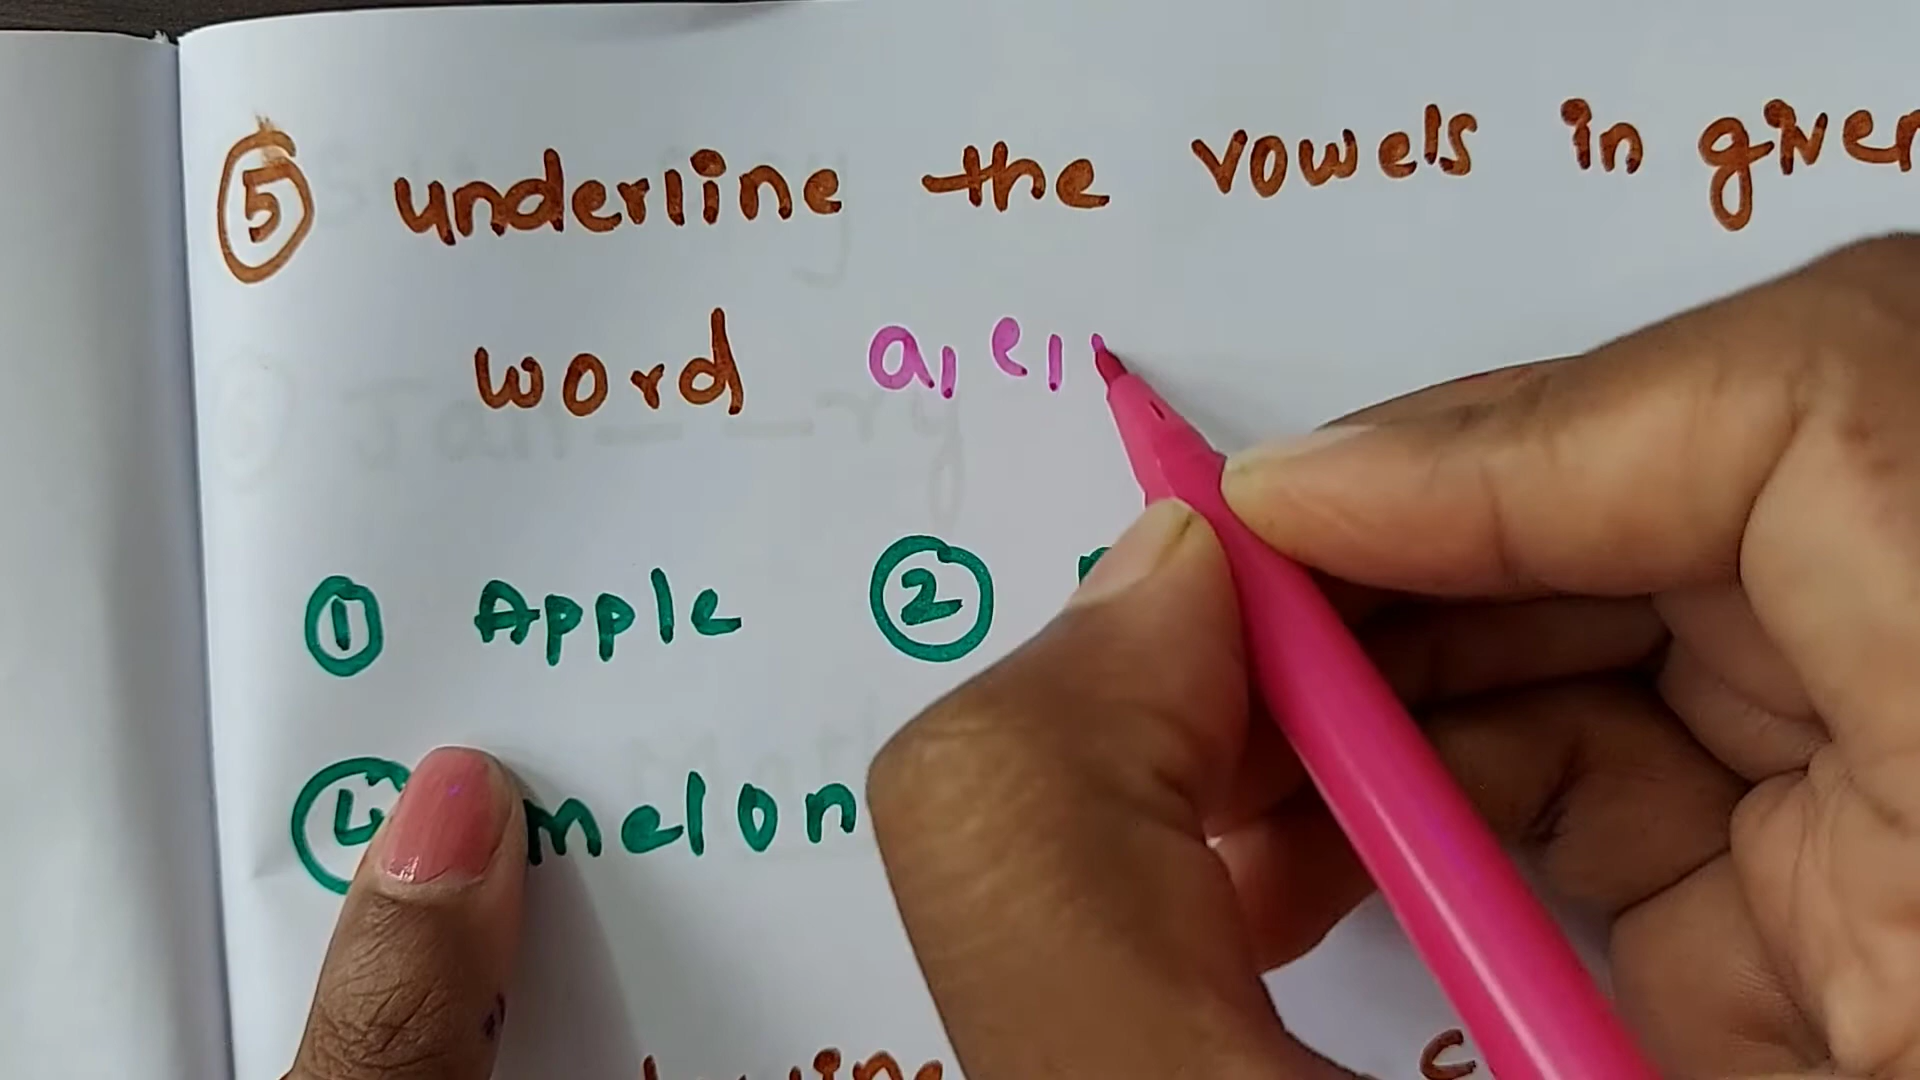 ⑤ underline the vowels in given
word a, e,
① Apple ②
④ melon